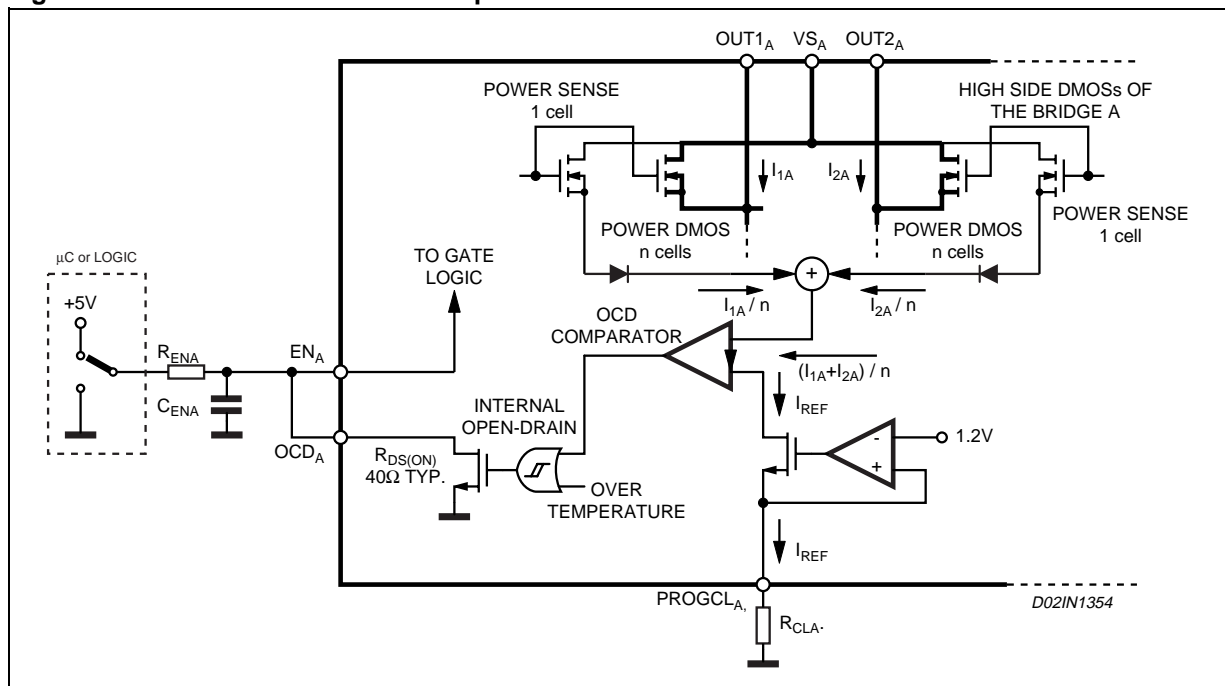 OUT1A VSA OUT2A
POWER SENSE
1 cell
HIGH SIDE DMOSs OF
THE BRIDGE A
I1A I2A
POWER DMOS
n cells
POWER DMOS
n cells
POWER SENSE
1 cell
µC or LOGIC
TO GATE
LOGIC
+5V
+
I1A / n I2A / n
OCD
COMPARATOR
RENA ENA
(I1A+I2A) / n
CENA
INTERNAL
OPEN-DRAIN
IREF
-
+
1.2V
OCDA
RDS(ON)
40Ω TYP.
OVER
TEMPERATURE
IREF
PROGCLA,
D02IN1354
RCLA.